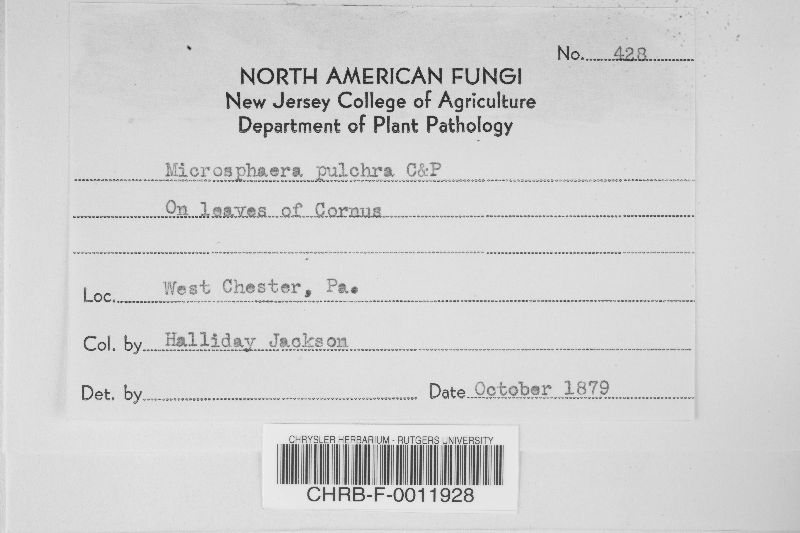 No. 428
NORTH AMERICAN FUNGI
New Jersey College of Agriculture
Department of Plant Pathology
Microsphaera pulchra C&P
On leaves of Cornus
Loc. West Chester, Pa.
Col. by Halliday Jackson
Det. by Date October 1879
CHRYSLER HERBARIUM - RUTGERS UNIVERSITY
CHRB-F-0011928